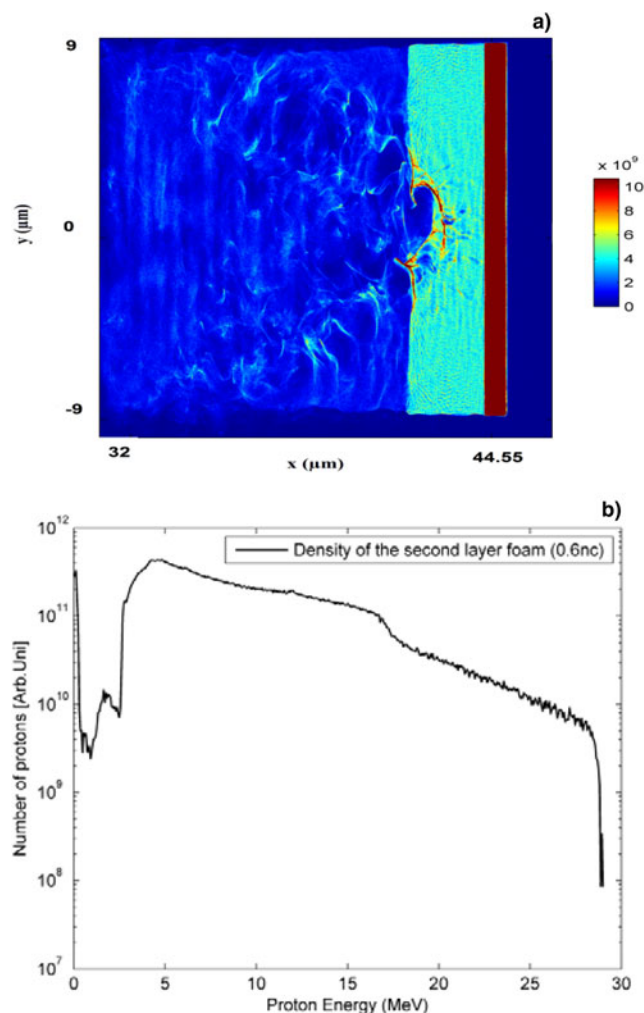 a)
9
y (μm)
0
-9
32
x (μm)
44.55
× 10⁹
10
8
6
4
2
0
b)
Density of the second layer foam (0.6nc)
Number of protons [Arb.Uni]
10¹²
10¹¹
10¹⁰
10⁹
10⁸
10⁷
0 5 10 15 20 25 30
Proton Energy (MeV)